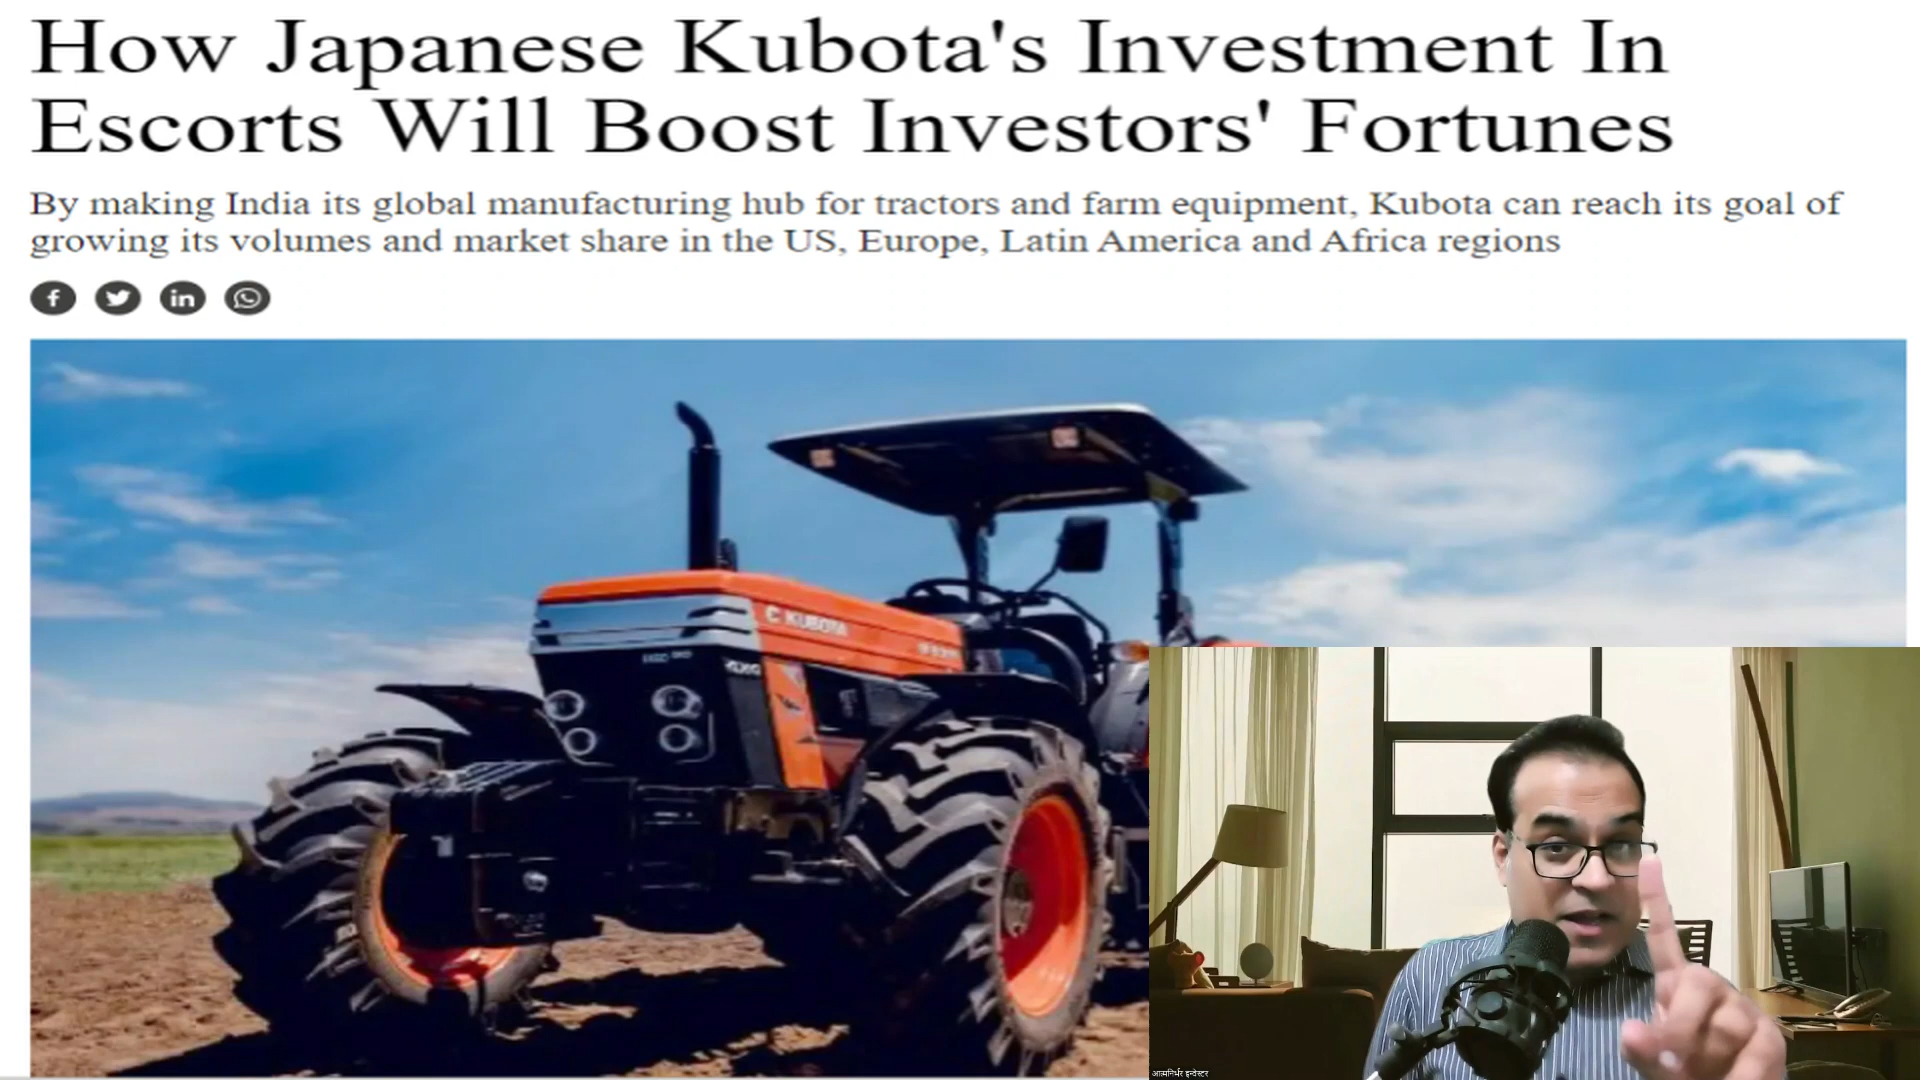 How Japanese Kubota's Investment In
Escorts Will Boost Investors' Fortunes
By making India its global manufacturing hub for tractors and farm equipment, Kubota can reach its goal of
growing its volumes and market share in the US, Europe, Latin America and Africa regions
f
in
KUBOTA
आत्मनिर्भर इन्वेस्टर